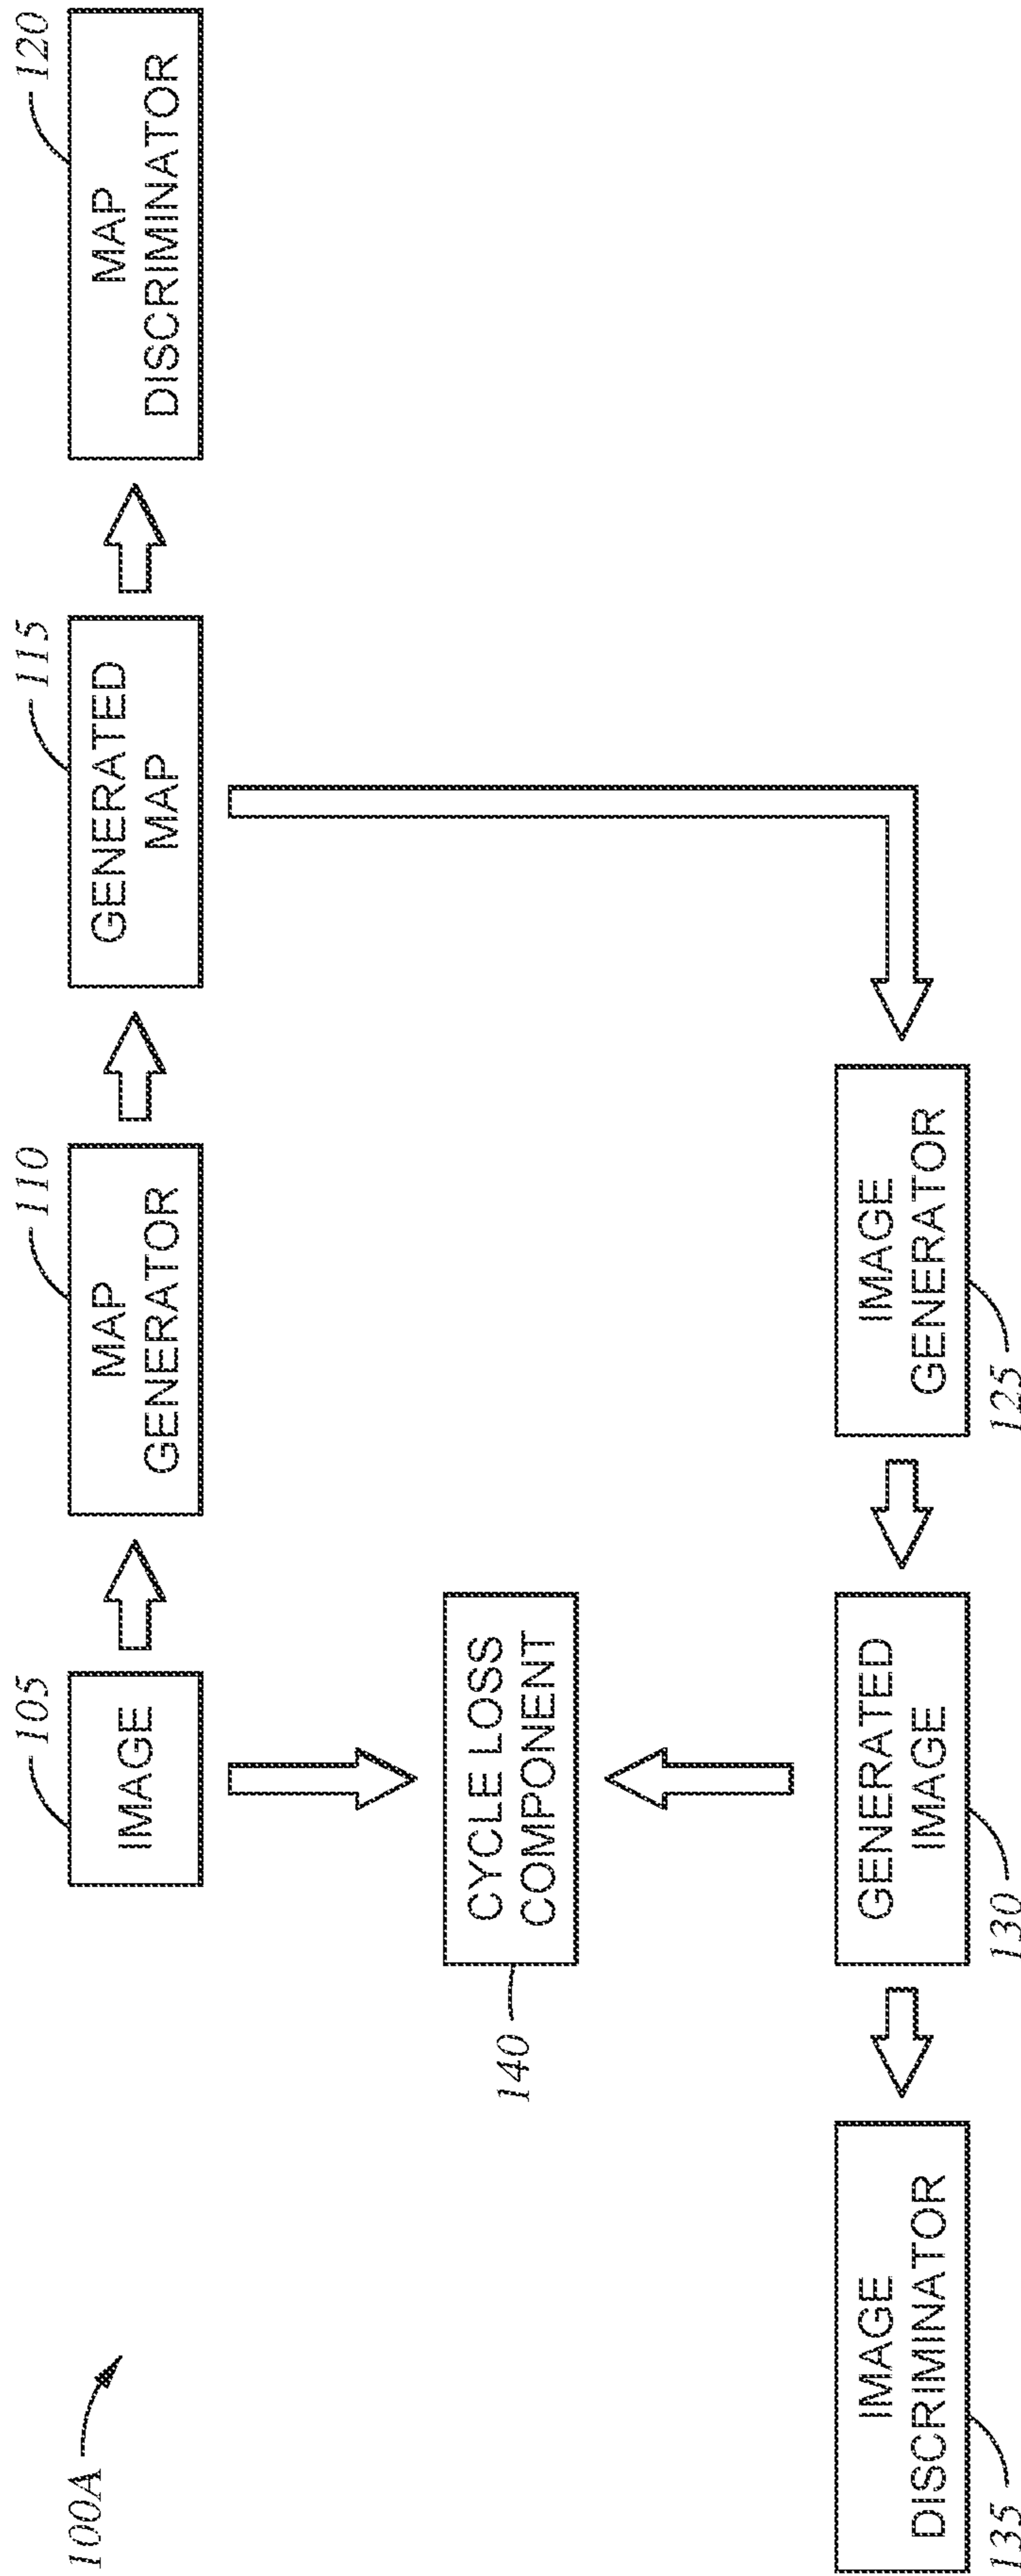 100A
105
IMAGE
110
MAP
GENERATOR
115
GENERATED
MAP
120
MAP
DISCRIMINATOR
140
CYCLE LOSS
COMPONENT
IMAGE
DISCRIMINATOR
135
GENERATED
IMAGE
130
IMAGE
GENERATOR
125